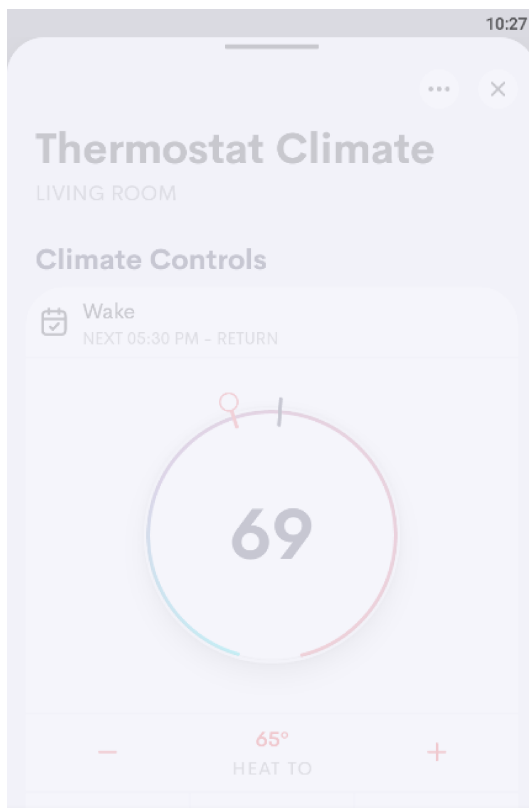 10:27
Thermostat Climate
LIVING ROOM
Climate Controls
Wake
NEXT 05:30 PM - RETURN
69
65°
HEAT TO